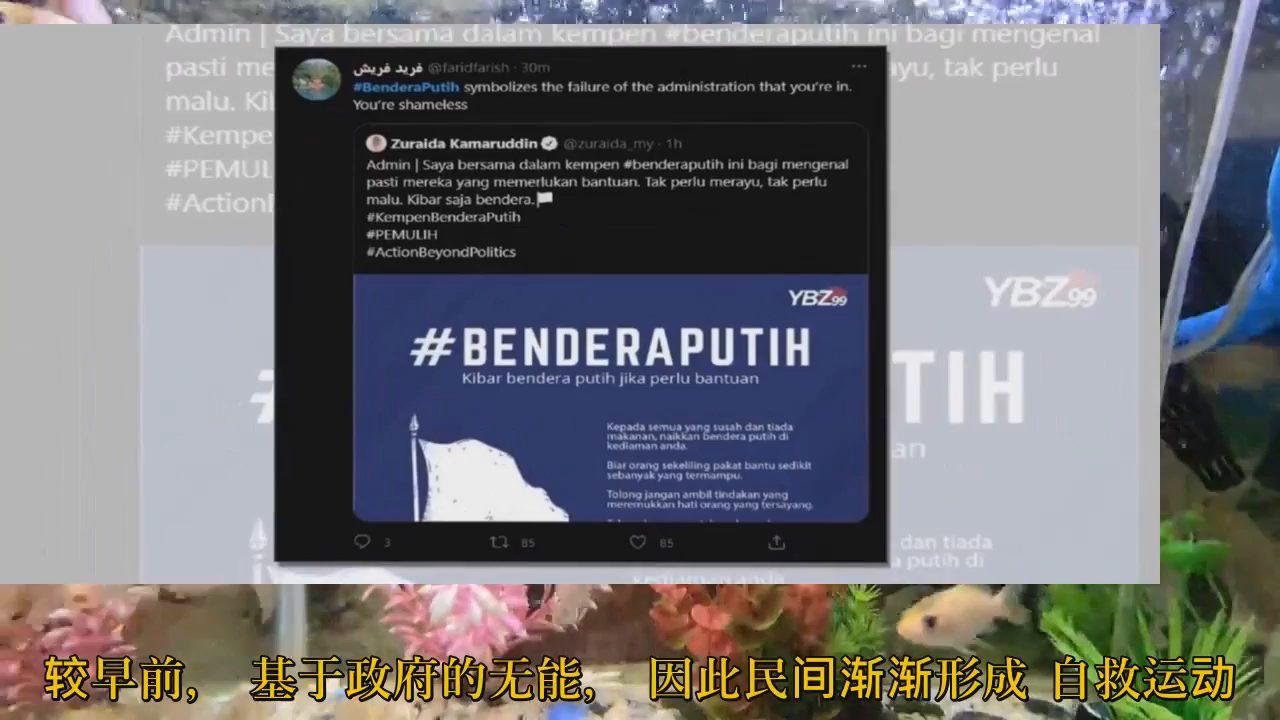 Admin | Saya bersama dalam kempen #benderaputih ini bagi mengenal
pasti me
ayu, tak perlu
malu. Ki
#Kempen
#PEMUL
#Action
فريد فريش @faridfarish · 30m
#BenderaPutih symbolizes the failure of the administration that you're in.
You're shameless
Zuraida Kamaruddin @zuraida_my · 1h
Admin | Saya bersama dalam kempen #benderaputih ini bagi mengenal
pasti mereka yang memerlukan bantuan. Tak perlu merayu, tak perlu
malu. Kibar saja bendera.
#KempenBenderaPutih
#PEMULIH
#ActionBeyondPolitics
YBZ99
#BENDERAPUTIH
Kibar bendera putih jika perlu bantuan
Kepada semua yang susah dan tiada
makanan, naikkan bendera putih di
kediaman anda.
Biar orang sekeliling pakat bantu sedikit
sebanyak yang termampu.
Tolong jangan ambil tindakan yang
meremukkan hati orang yang tersayang.
3 85 85
YBZ99
TIH
an
dan tiada
a putih di
kediaman anda
较早前, 基于政府的无能, 因此民间渐渐形成 自救运动